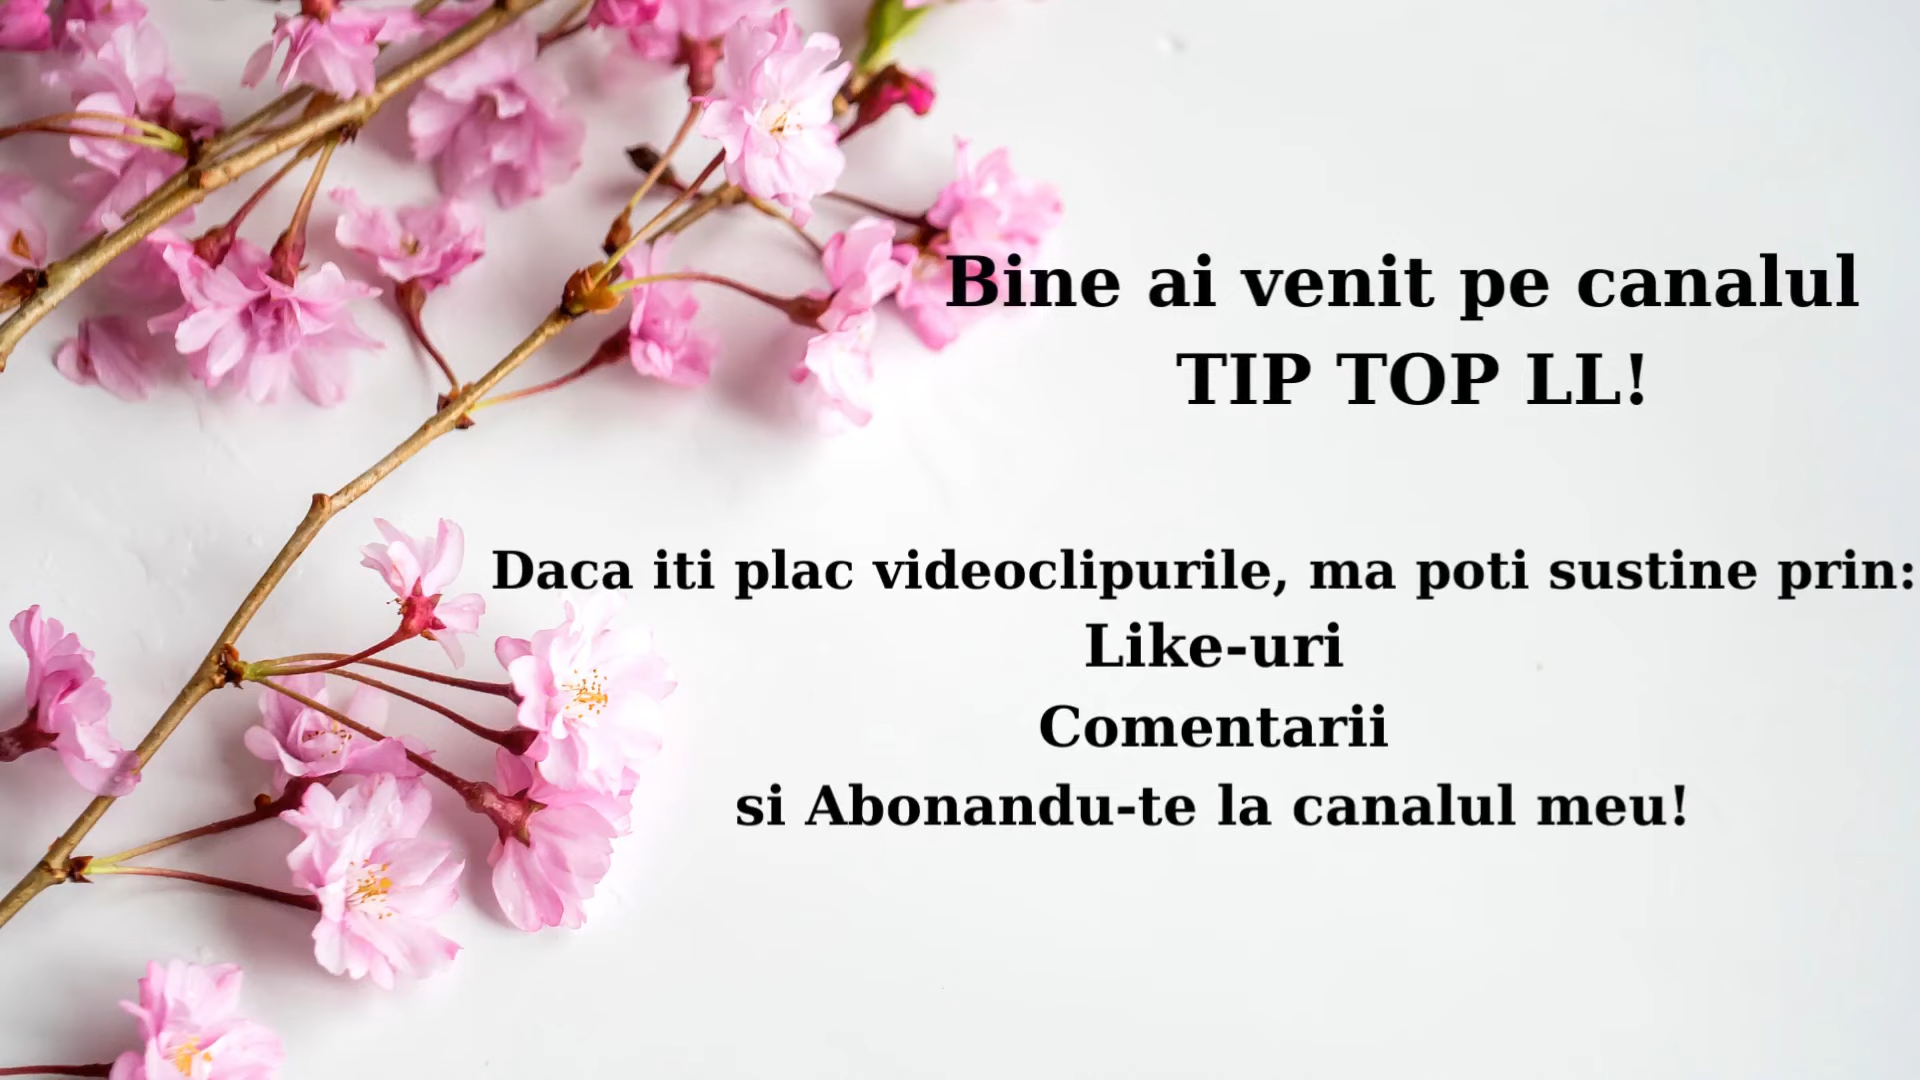 Bine ai venit pe canalul
TIP TOP LL!
Daca iti plac videoclipurile, ma poti sustine prin:
Like-uri
Comentarii
si Abonandu-te la canalul meu!